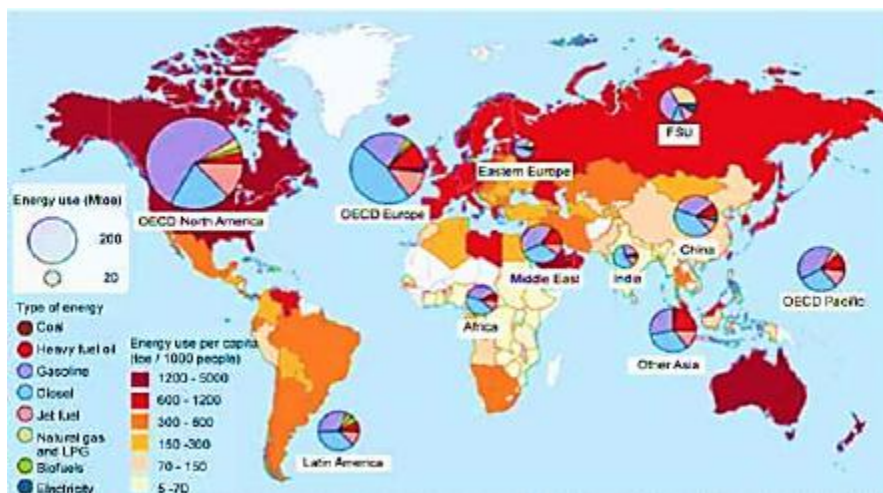 FSU
Eastern Europe
Energy use (Mtoe)
200
20
OECD North America
OECD Europe
China
Middle East
India
OECD Pacific
Africa
Other Asia
Latin America
Type of energy
Coal
Heavy fuel oil
Gasoline
Diesel
Jet fuel
Natural gas
and LPG
Biofuels
Electricity
Energy use per capita
(toe / 1000 people)
1200 - 5000
600 - 1200
300 - 600
150 -300
70 - 150
5 -70